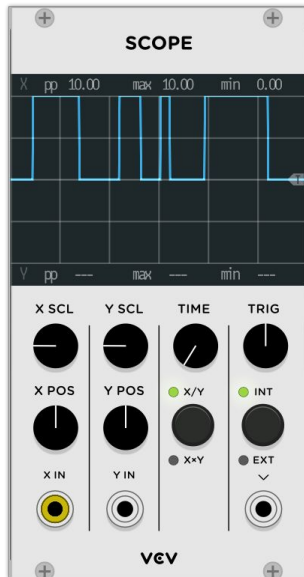 SCOPE
X pp 10.00 max 10.00 min 0.00
T
Y pp --- max --- min ---
X SCL Y SCL TIME TRIG
X POS Y POS X/Y INT
X×Y EXT
X IN Y IN
VCV